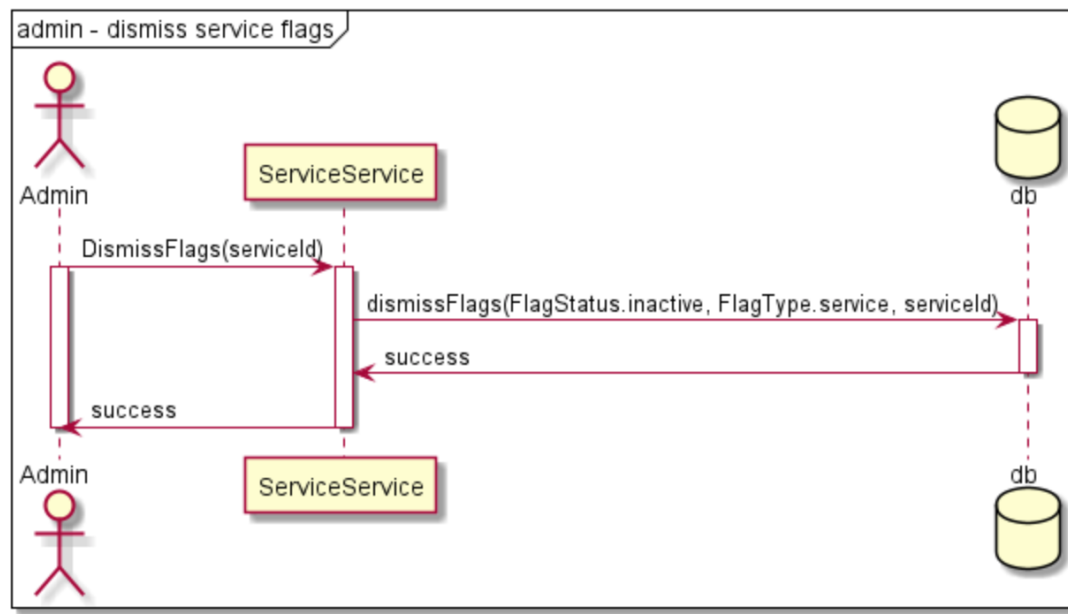 admin - dismiss service flags
Admin
ServiceService
db
DismissFlags(serviceId)
dismissFlags(FlagStatus.inactive, FlagType.service, serviceId)
success
success
Admin
ServiceService
db